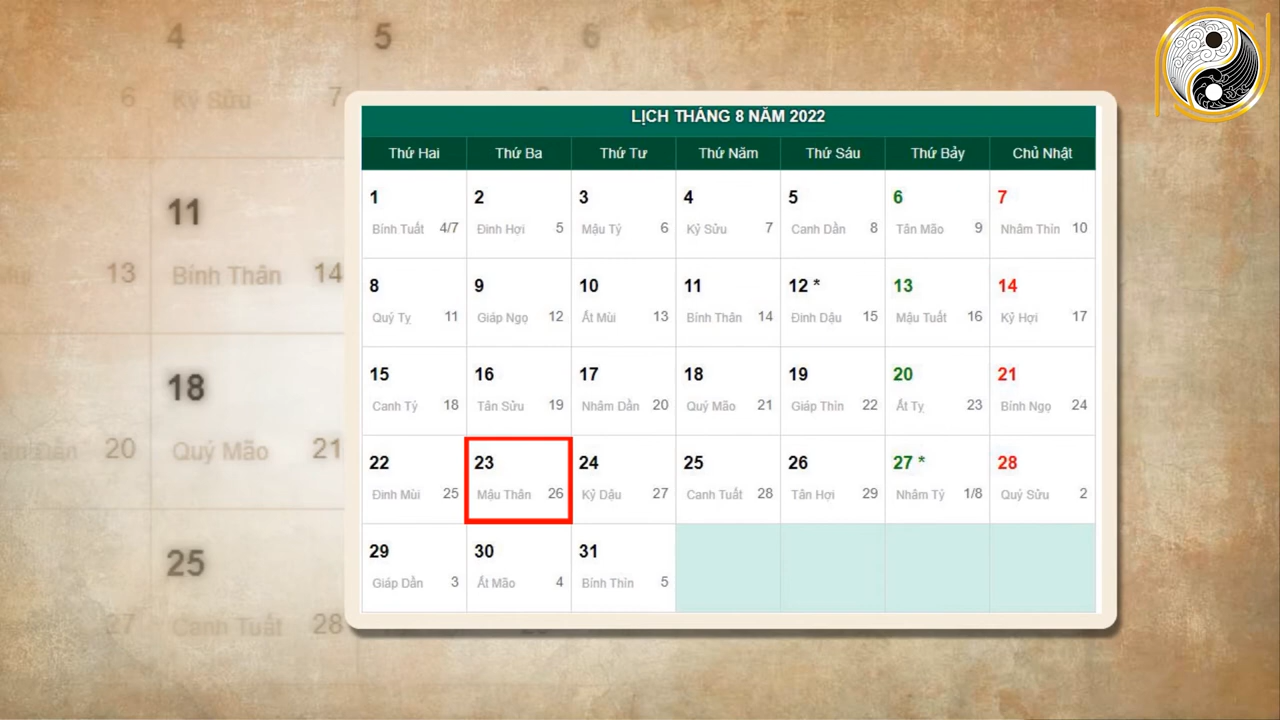 4
5
6
6
Kỷ Sửu
7
11
13
Bính Thân
14
18
20
Quý Mão
21
25
27
Canh Tuất
28
LỊCH THÁNG 8 NĂM 2022
Thứ Hai Thứ Ba Thứ Tư Thứ Năm Thứ Sáu Thứ Bảy Chủ Nhật
1 2 3 4 5 6 7
Bính Tuất 4/7 Đinh Hợi 5 Mậu Tý 6 Kỷ Sửu 7 Canh Dần 8 Tân Mão 9 Nhâm Thìn 10
8 9 10 11 12 * 13 14
Quý Tỵ 11 Giáp Ngọ 12 Ất Mùi 13 Bính Thân 14 Đinh Dậu 15 Mậu Tuất 16 Kỷ Hợi 17
15 16 17 18 19 20 21
Canh Tý 18 Tân Sửu 19 Nhâm Dần 20 Quý Mão 21 Giáp Thìn 22 Ất Tỵ 23 Bính Ngọ 24
22 23 24 25 26 27 * 28
Đinh Mùi 25 Mậu Thân 26 Kỷ Dậu 27 Canh Tuất 28 Tân Hợi 29 Nhâm Tý 1/8 Quý Sửu 2
29 30 31
Giáp Dần 3 Ất Mão 4 Bính Thìn 5